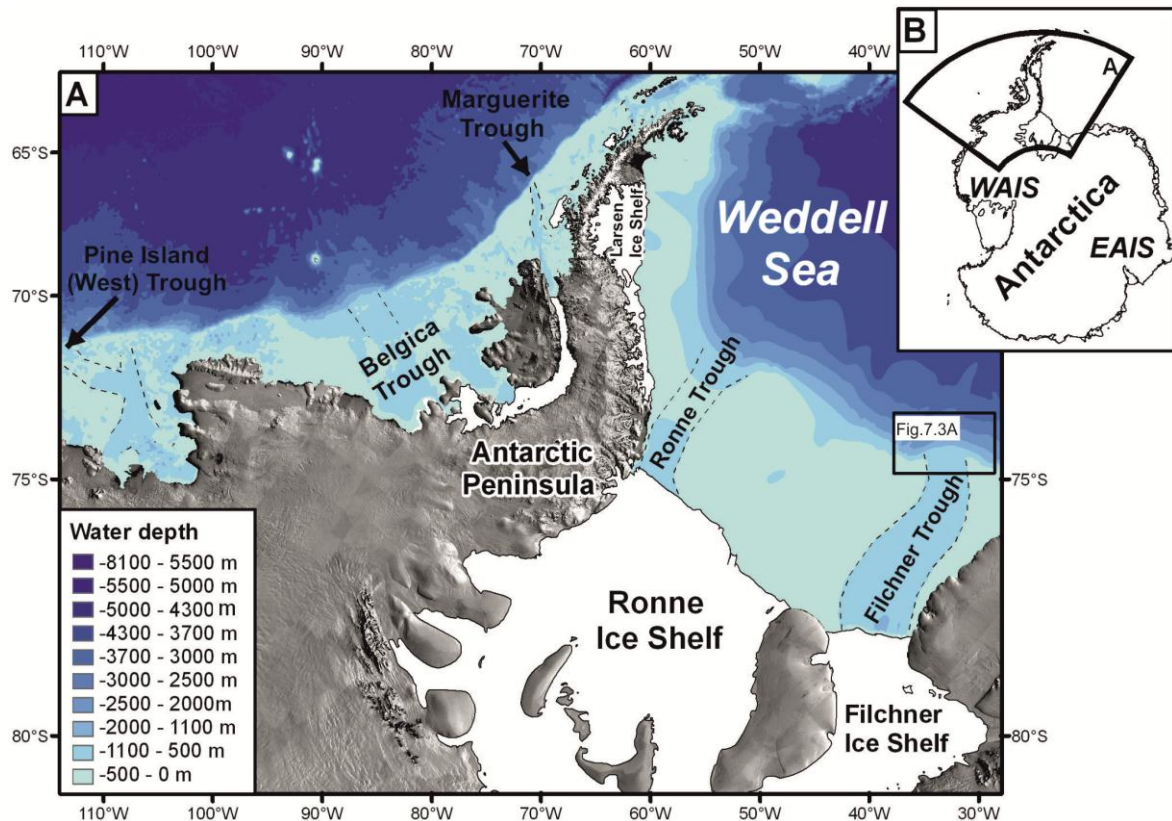 110°W 100°W 90°W 80°W 70°W 60°W 50°W 40°W
B
A
WAIS
Antarctica
EAIS
A
Marguerite
Trough
65°S
Larsen
Ice Shelf
Weddell
Sea
Pine Island
(West) Trough
70°S
70°S
Belgica
Trough
Ronne Trough
Fig.7.3A
Antarctic
Peninsula
75°S
75°S
Filchner Trough
Water depth
-8100 - 5500 m
-5500 - 5000 m
-5000 - 4300 m
-4300 - 3700 m
-3700 - 3000 m
-3000 - 2500 m
-2500 - 2000m
-2000 - 1100 m
-1100 - 500 m
-500 - 0 m
Ronne
Ice Shelf
Filchner
Ice Shelf
80°S
80°S
110°W 100°W 90°W 80°W 70°W 60°W 50°W 40°W 30°W